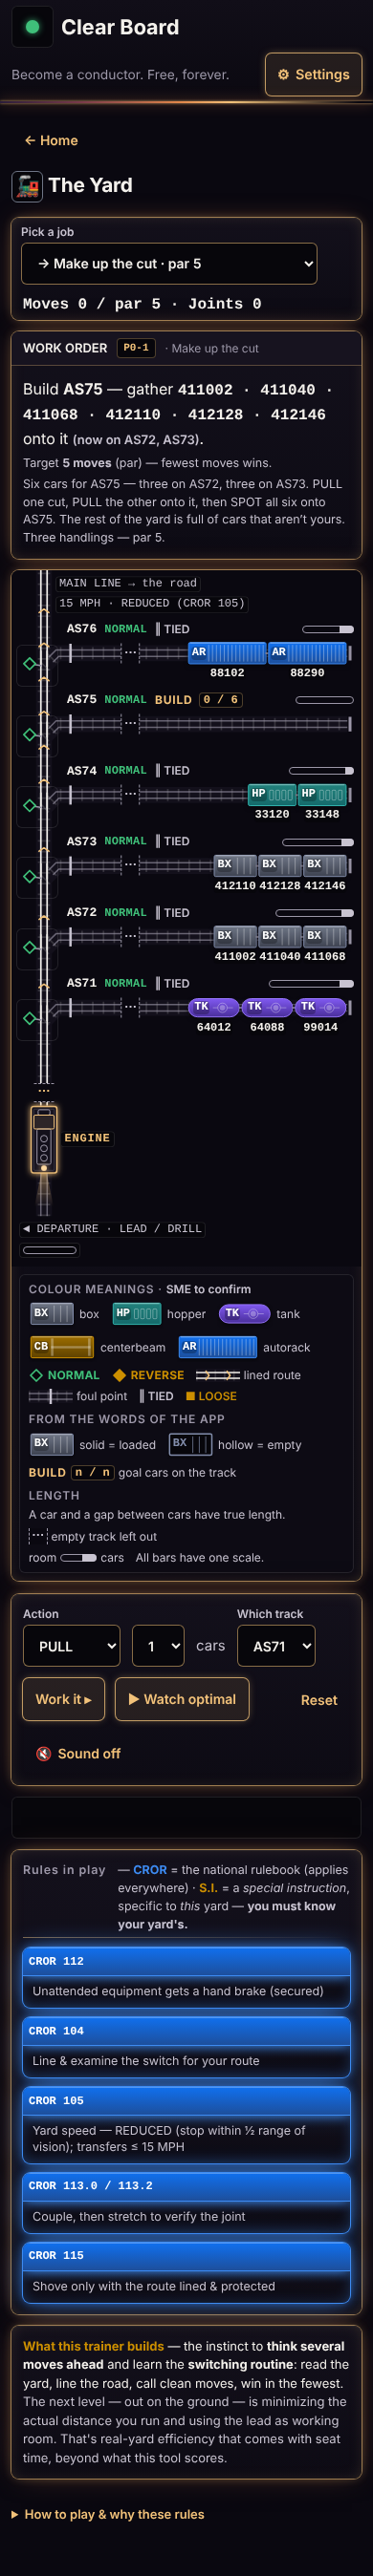 Clear Board
Become a conductor. Free, forever.
⚙ Settings
← Home
The Yard
Pick a job
→ Make up the cut · par 5
Moves 0 / par 5 · Joints 0
WORK ORDER P0-1 · Make up the cut
Build AS75 — gather 411002 · 411040 ·
411068 · 412110 · 412128 · 412146
onto it (now on AS72, AS73).
Target 5 moves (par) — fewest moves wins.
Six cars for AS75 — three on AS72, three on AS73. PULL
one cut, PULL the other onto it, then SPOT all six onto
AS75. The rest of the yard is full of cars that aren't yours.
Three handlings — par 5.
MAIN LINE → the road
15 MPH · REDUCED (CROR 105)
AS76 NORMAL ‖ TIED
AR AR
88102 88290
AS75 NORMAL BUILD 0 / 6
AS74 NORMAL ‖ TIED
HP HP
33120 33148
AS73 NORMAL ‖ TIED
BX BX BX
412110 412128 412146
AS72 NORMAL ‖ TIED
BX BX BX
411002 411040 411068
AS71 NORMAL ‖ TIED
TK TK TK
64012 64088 99014
ENGINE
◄ DEPARTURE · LEAD / DRILL
COLOUR MEANINGS · SME to confirm
BX box HP hopper TK tank
CB centerbeam AR autorack
NORMAL REVERSE lined route
foul point ‖ TIED LOOSE
FROM THE WORDS OF THE APP
BX solid = loaded BX hollow = empty
BUILD n / n goal cars on the track
LENGTH
A car and a gap between cars have true length.
··· empty track left out
room cars All bars have one scale.
Action
Which track
PULL 1 cars AS71
Work it ▸ ▶ Watch optimal Reset
🔇 Sound off
Rules in play — CROR = the national rulebook (applies
everywhere) · S.I. = a special instruction,
specific to this yard — you must know
your yard's.
CROR 112
Unattended equipment gets a hand brake (secured)
CROR 104
Line & examine the switch for your route
CROR 105
Yard speed — REDUCED (stop within ½ range of
vision); transfers ≤ 15 MPH
CROR 113.0 / 113.2
Couple, then stretch to verify the joint
CROR 115
Shove only with the route lined & protected
What this trainer builds — the instinct to think several
moves ahead and learn the switching routine: read the
yard, line the road, call clean moves, win in the fewest.
The next level — out on the ground — is minimizing the
actual distance you run and using the lead as working
room. That's real-yard efficiency that comes with seat
time, beyond what this tool scores.
▶ How to play & why these rules